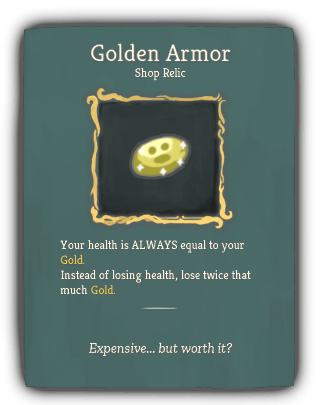 Golden Armor
Shop Relic
Your health is ALWAYS equal to your
Gold.
Instead of losing health, lose twice that
much Gold.
Expensive... but worth it?